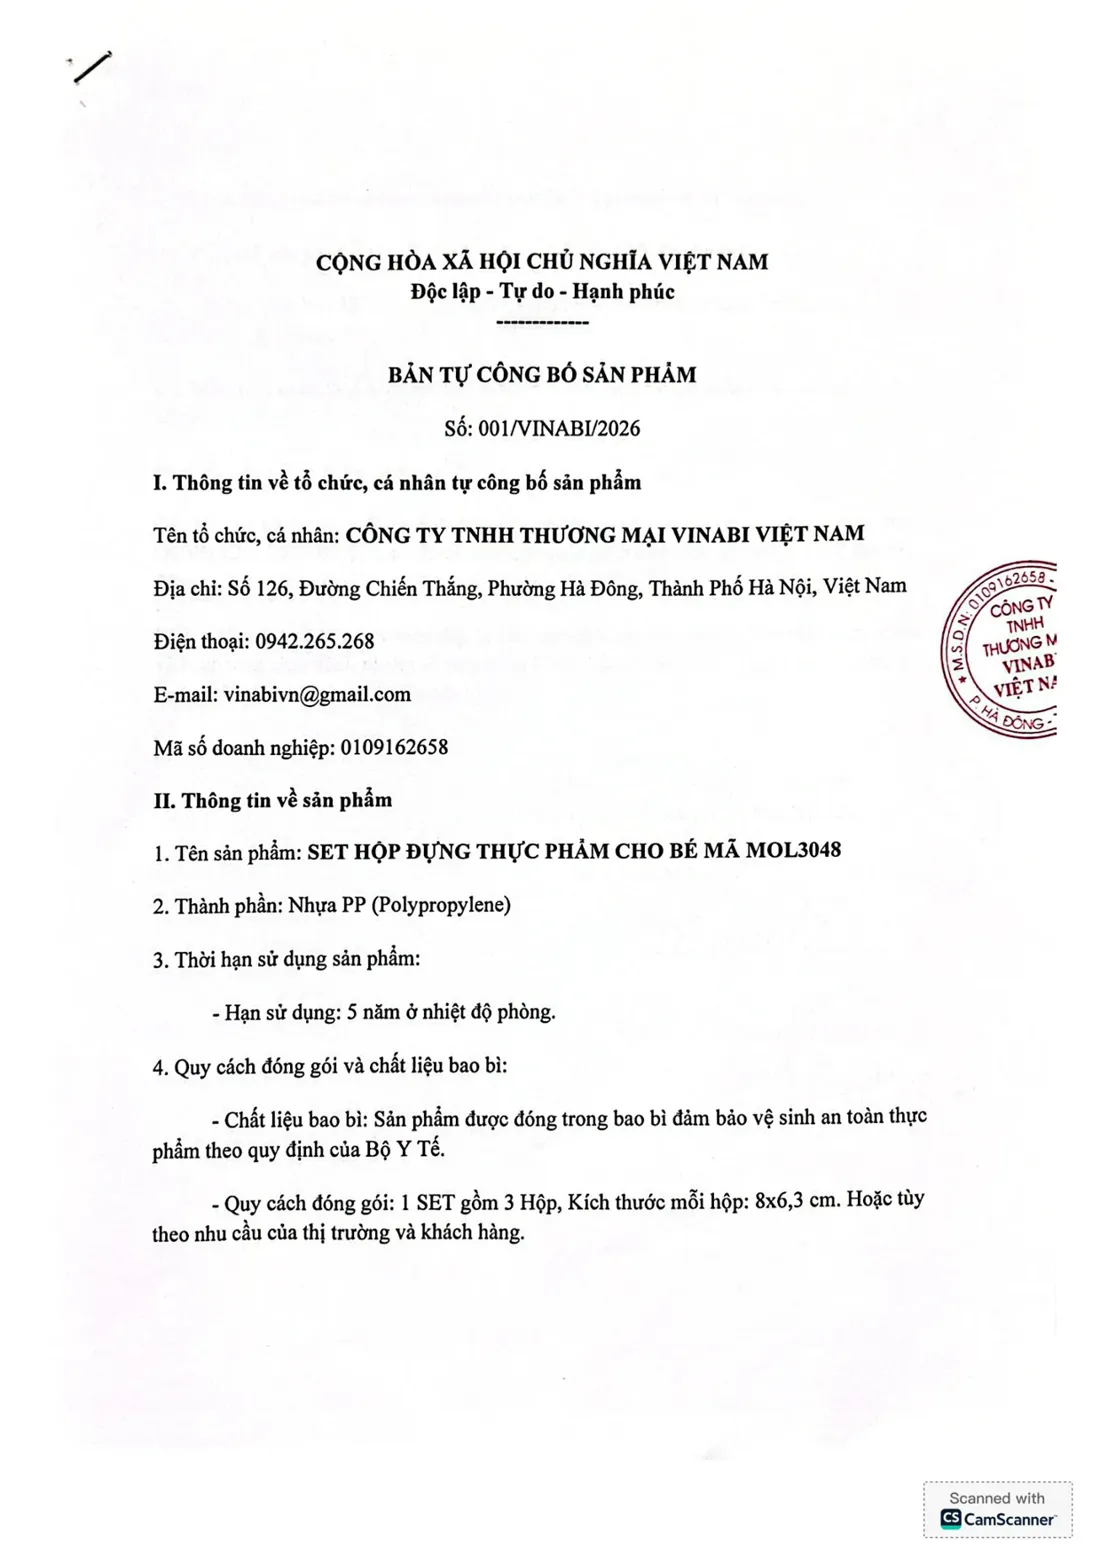 CỘNG HÒA XÃ HỘI CHỦ NGHĨA VIỆT NAM
Độc lập - Tự do - Hạnh phúc
-------------
BẢN TỰ CÔNG BỐ SẢN PHẨM
Số: 001/VINABI/2026
I. Thông tin về tổ chức, cá nhân tự công bố sản phẩm
Tên tổ chức, cá nhân: CÔNG TY TNHH THƯƠNG MẠI VINABI VIỆT NAM
Địa chỉ: Số 126, Đường Chiến Thắng, Phường Hà Đông, Thành Phố Hà Nội, Việt Nam
Điện thoại: 0942.265.268
E-mail: vinabivn@gmail.com
Mã số doanh nghiệp: 0109162658
★ M.S.D.N: 0109162658 -
CÔNG TY
TNHH
THƯƠNG M
VINAB
VIỆT NA
P. HÀ ĐÔNG -
II. Thông tin về sản phẩm
1. Tên sản phẩm: SET HỘP ĐỰNG THỰC PHẨM CHO BÉ MÃ MOL3048
2. Thành phần: Nhựa PP (Polypropylene)
3. Thời hạn sử dụng sản phẩm:
- Hạn sử dụng: 5 năm ở nhiệt độ phòng.
4. Quy cách đóng gói và chất liệu bao bì:
- Chất liệu bao bì: Sản phẩm được đóng trong bao bì đảm bảo vệ sinh an toàn thực
phẩm theo quy định của Bộ Y Tế.
- Quy cách đóng gói: 1 SET gồm 3 Hộp, Kích thước mỗi hộp: 8x6,3 cm. Hoặc tùy
theo nhu cầu của thị trường và khách hàng.
Scanned with
CS CamScanner